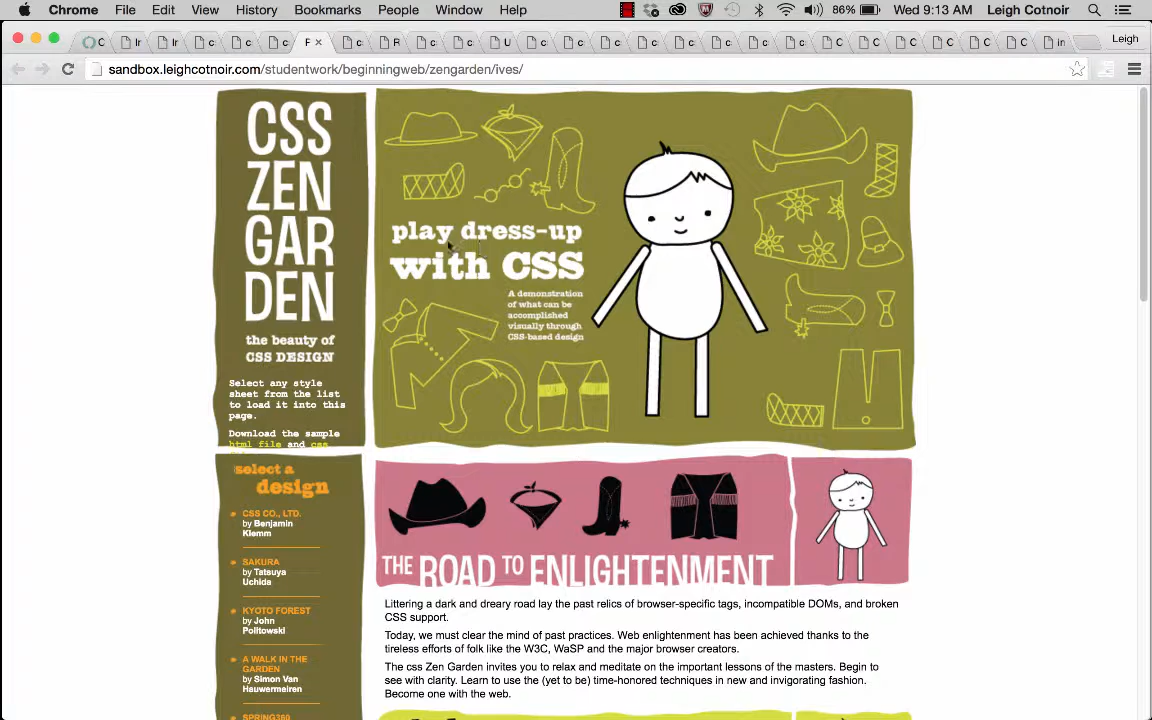 Chrome File Edit View History Bookmarks People Window Help 86% Wed 9:13 AM Leigh Cotnoir
Leigh
sandbox.leighcotnoir.com/studentwork/beginningweb/zengarden/ives/
CSS
ZEN
GAR
DEN
the beauty of
CSS DESIGN
Select any style
sheet from the list
to load it into this
page.
Download the sample
html file and css
select a
design
CSS CO., LTD.
by Benjamin
Klemm
SAKURA
by Tatsuya
Uchida
KYOTO FOREST
by John
Politowski
A WALK IN THE
GARDEN
by Simon Van
Hauwermeiren
SPRING360
play dress-up
with CSS
A demonstration
of what can be
accomplished
visually through
CSS-based design
THE ROAD TO ENLIGHTENMENT
Littering a dark and dreary road lay the past relics of browser-specific tags, incompatible DOMs, and broken
CSS support.
Today, we must clear the mind of past practices. Web enlightenment has been achieved thanks to the
tireless efforts of folk like the W3C, WaSP and the major browser creators.
The css Zen Garden invites you to relax and meditate on the important lessons of the masters. Begin to
see with clarity. Learn to use the (yet to be) time-honored techniques in new and invigorating fashion.
Become one with the web.